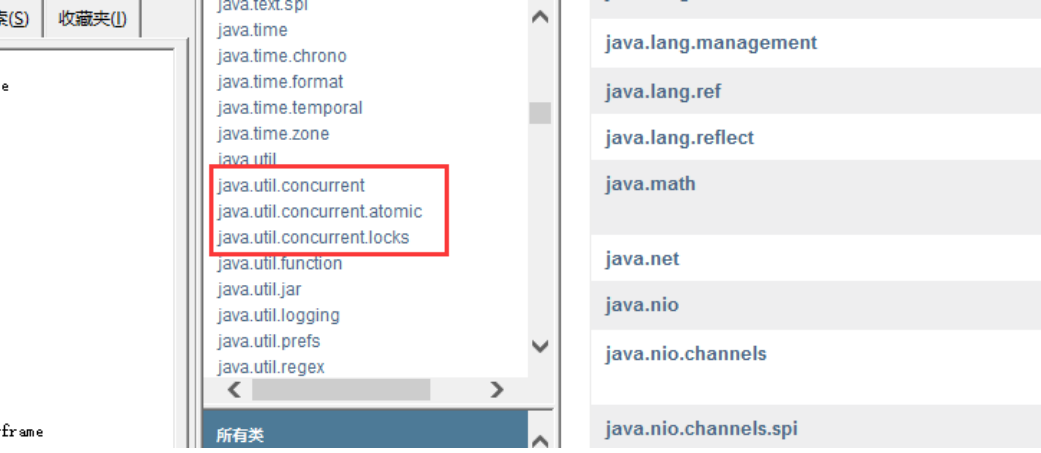 (S)
收藏夹(I)
e
frame
java.text.spi
java.time
java.time.chrono
java.time.format
java.time.temporal
java.time.zone
java.util
java.util.concurrent
java.util.concurrent.atomic
java.util.concurrent.locks
java.util.function
java.util.jar
java.util.logging
java.util.prefs
java.util.regex
所有类
java.lang.management
java.lang.ref
java.lang.reflect
java.math
java.net
java.nio
java.nio.channels
java.nio.channels.spi